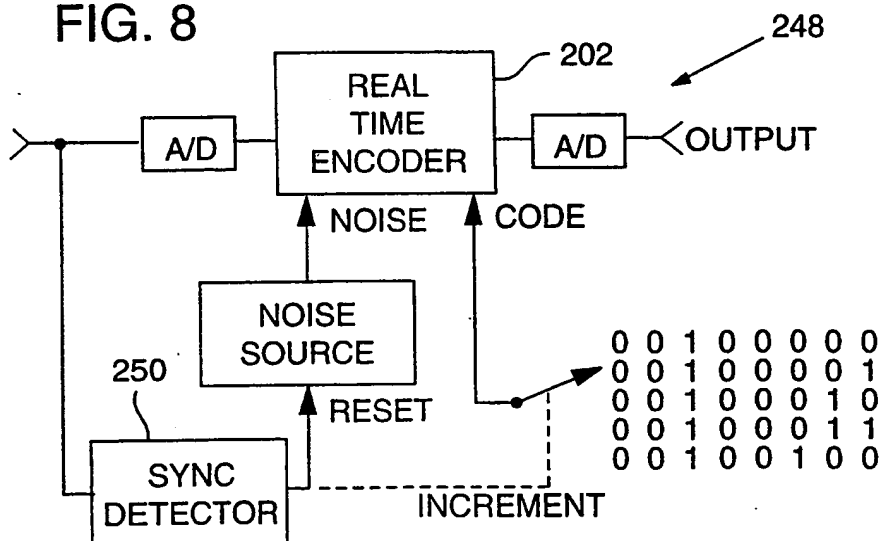 FIG. 8
248
202
REAL
TIME
ENCODER
A/D
A/D
OUTPUT
NOISE
CODE
NOISE
SOURCE
250
RESET
SYNC
DETECTOR
INCREMENT
0 0 1 0 0 0 0 0
0 0 1 0 0 0 0 1
0 0 1 0 0 0 1 0
0 0 1 0 0 0 1 1
0 0 1 0 0 1 0 0